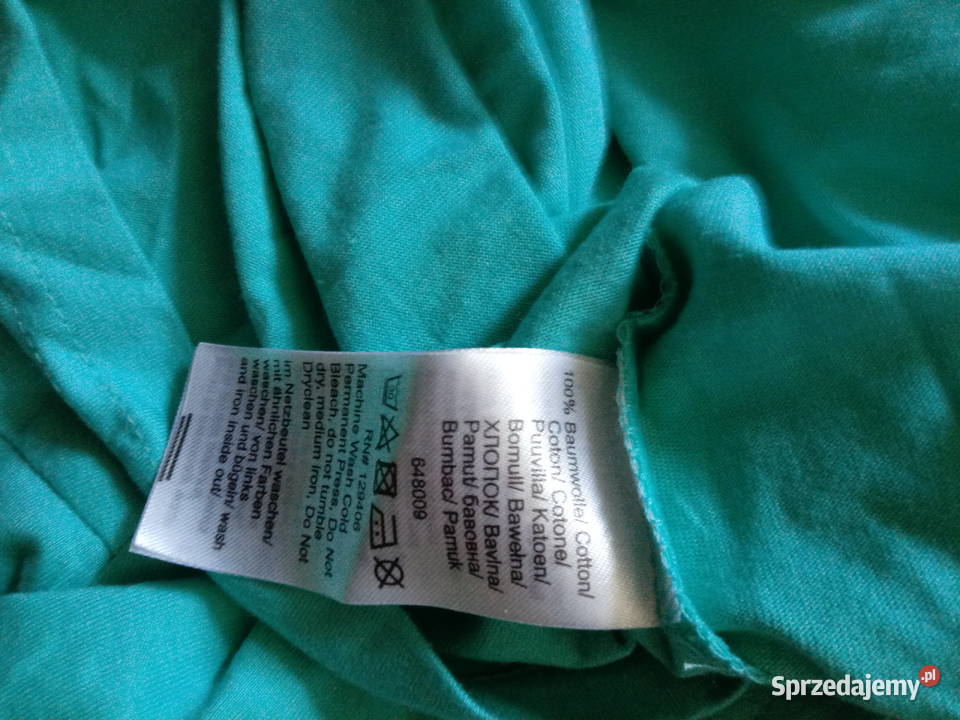 100% Baumwolle/ Cotton/
Coton/ Cotone/
Puuvilla/ Katoen/
Bomull/ Bawełna/
ХЛОПОК/ Bavlna/
Pamut/ бавовна/
Bumbac/ Pamuk
648009
RN# 129406
Machine Wash Cold
Permanent Press, Do Not
Bleach, do not tumble
dry, medium iron, Do Not
Dryclean
im Netzbeutel waschen/
mit ähnlichen Farben
waschen/ von links
waschen und bügeln/ wash
and iron inside out/
Sprzedajemy.pl